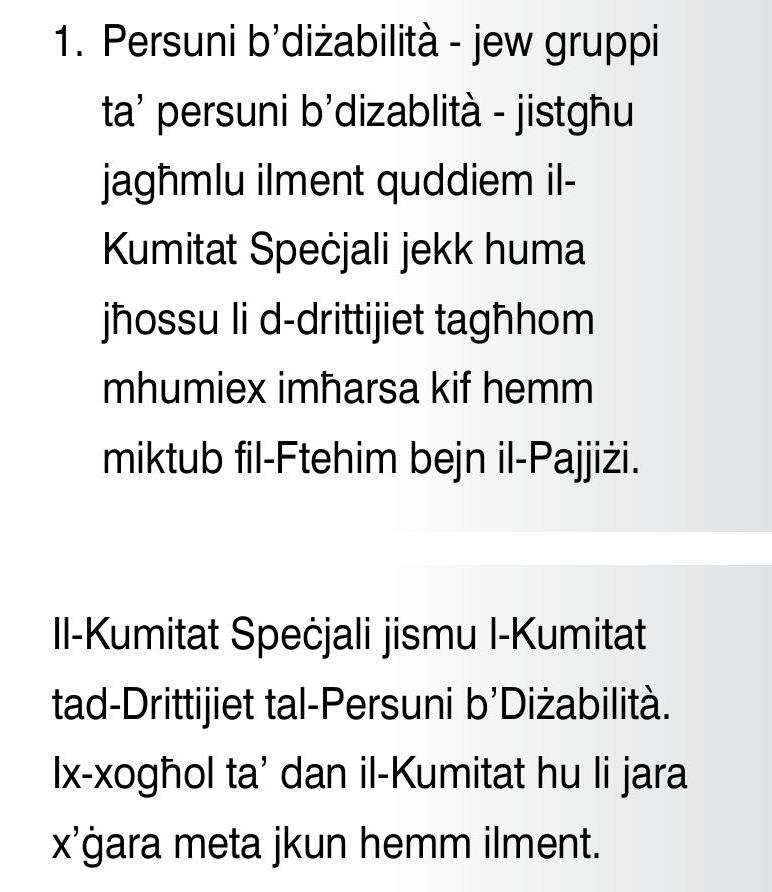 1. Persuni b’diżabilità - jew gruppi
ta’ persuni b’dizablità - jistgħu
jagħmlu ilment quddiem il-
Kumitat Speċjali jekk huma
jħossu li d-drittijiet tagħhom
mhumiex imħarsa kif hemm
miktub fil-Ftehim bejn il-Pajjiżi.
Il-Kumitat Speċjali jismu l-Kumitat
tad-Drittijiet tal-Persuni b’Diżabilità.
Ix-xogħol ta’ dan il-Kumitat hu li jara
x’ġara meta jkun hemm ilment.